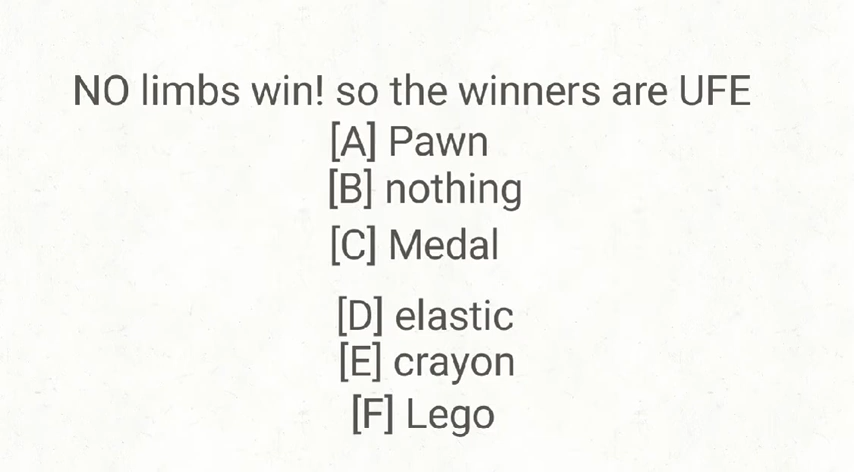 NO limbs win! so the winners are UFE
[A] Pawn
[B] nothing
[C] Medal
[D] elastic
[E] crayon
[F] Lego